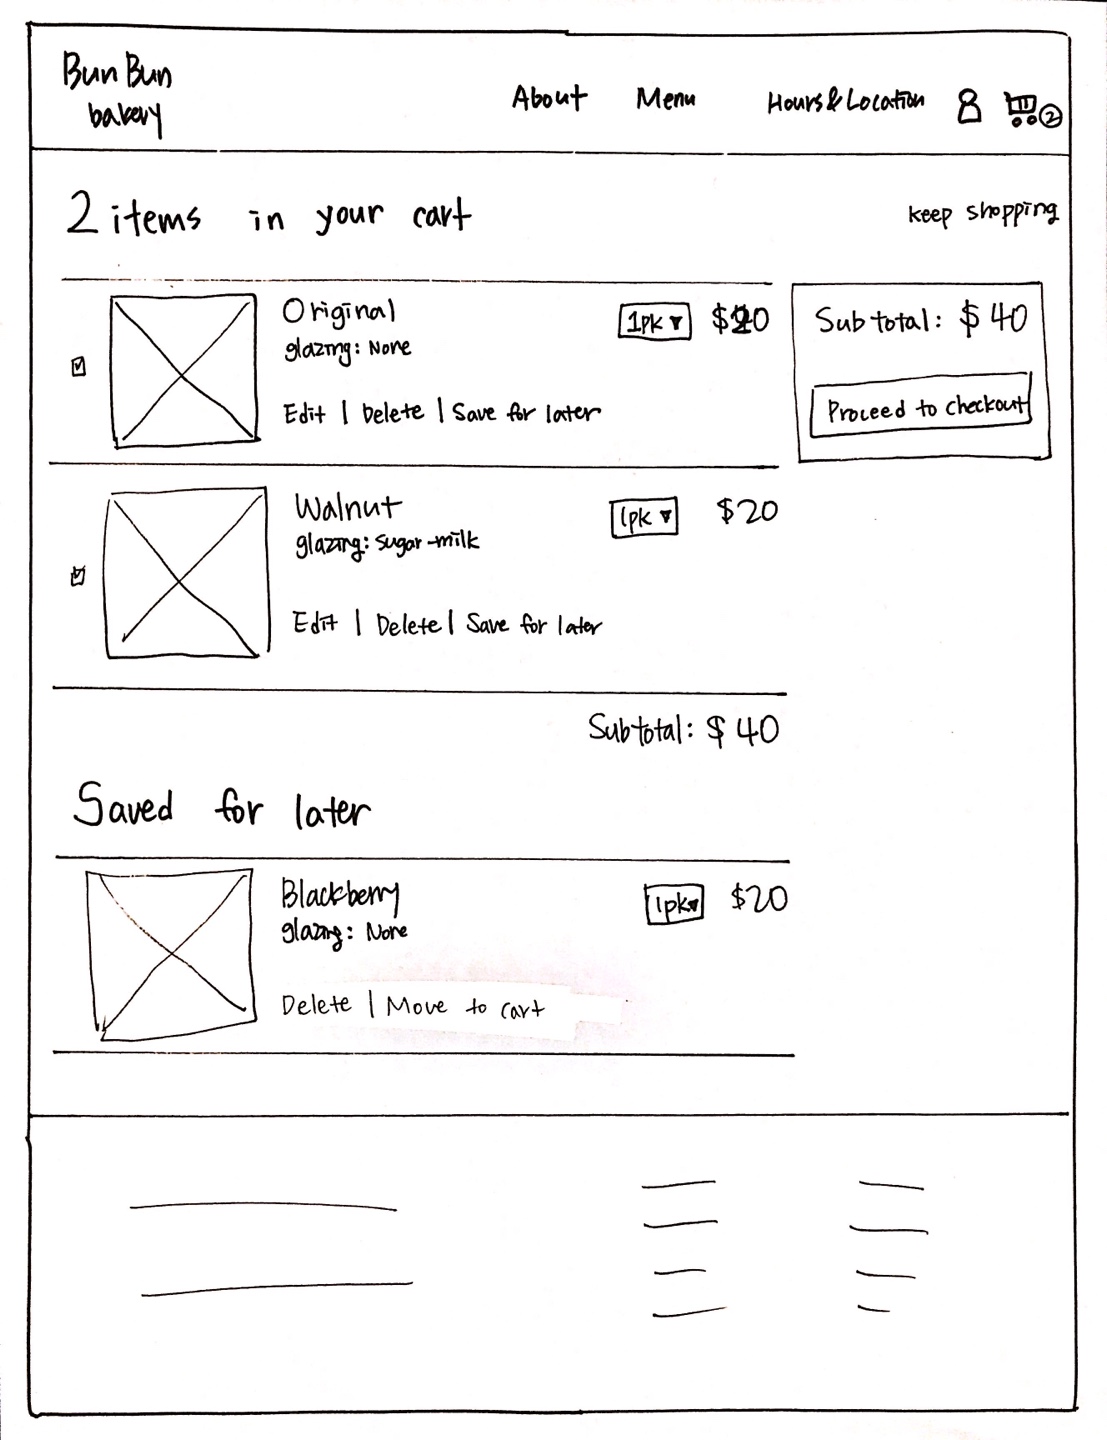 Bun Bun
bakery
About Menu Hours & Location 2
2 items in your cart
keep shopping
Original 1pk ▾ $20
glazing: None
Edit | Delete | Save for later
Subtotal: $40
Proceed to checkout
Walnut 1pk ▾ $20
glazing: sugar-milk
Edit | Delete | Save for later
Subtotal: $40
Saved for later
Blackberry 1pk ▾ $20
glazing: None
Delete | Move to cart